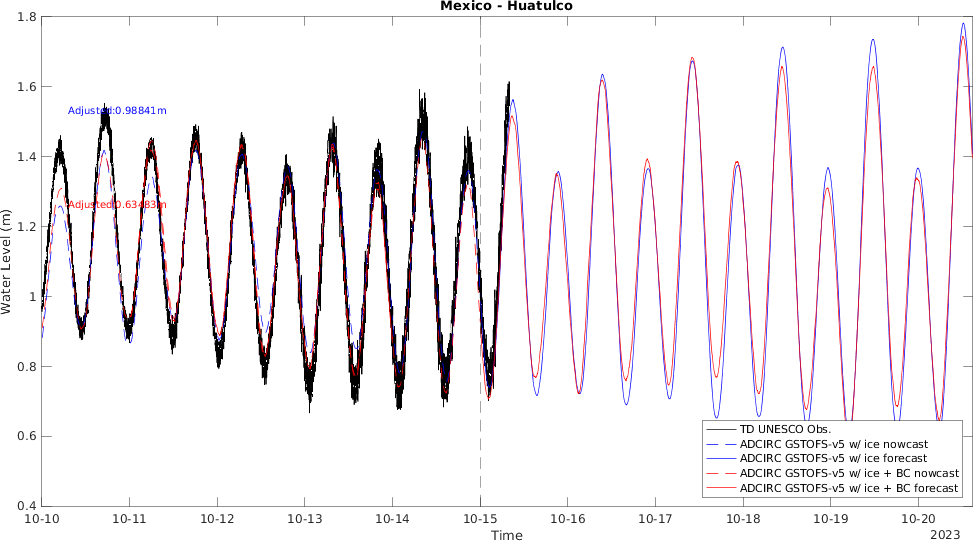 Mexico - Huatulco
1.8
1.6
1.4
1.2
1
0.8
0.6
0.4
Water Level (m)
Adjusted:0.98841m
Adjusted:0.63483m
TD UNESCO Obs.
ADCIRC GSTOFS-v5 w/ ice nowcast
ADCIRC GSTOFS-v5 w/ ice forecast
ADCIRC GSTOFS-v5 w/ ice + BC nowcast
ADCIRC GSTOFS-v5 w/ ice + BC forecast
10-10 10-11 10-12 10-13 10-14 10-15 10-16 10-17 10-18 10-19 10-20
Time
2023